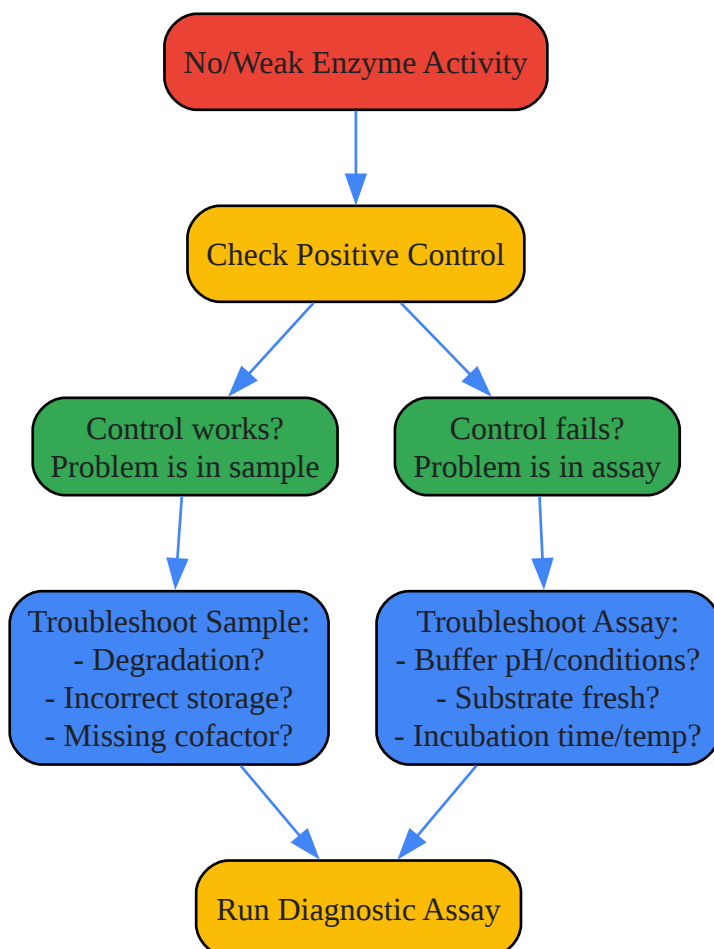 No/Weak Enzyme Activity
Check Positive Control
Control works?
Problem is in sample
Control fails?
Problem is in assay
Troubleshoot Sample:
- Degradation?
- Incorrect storage?
- Missing cofactor?
Troubleshoot Assay:
- Buffer pH/conditions?
- Substrate fresh?
- Incubation time/temp?
Run Diagnostic Assay